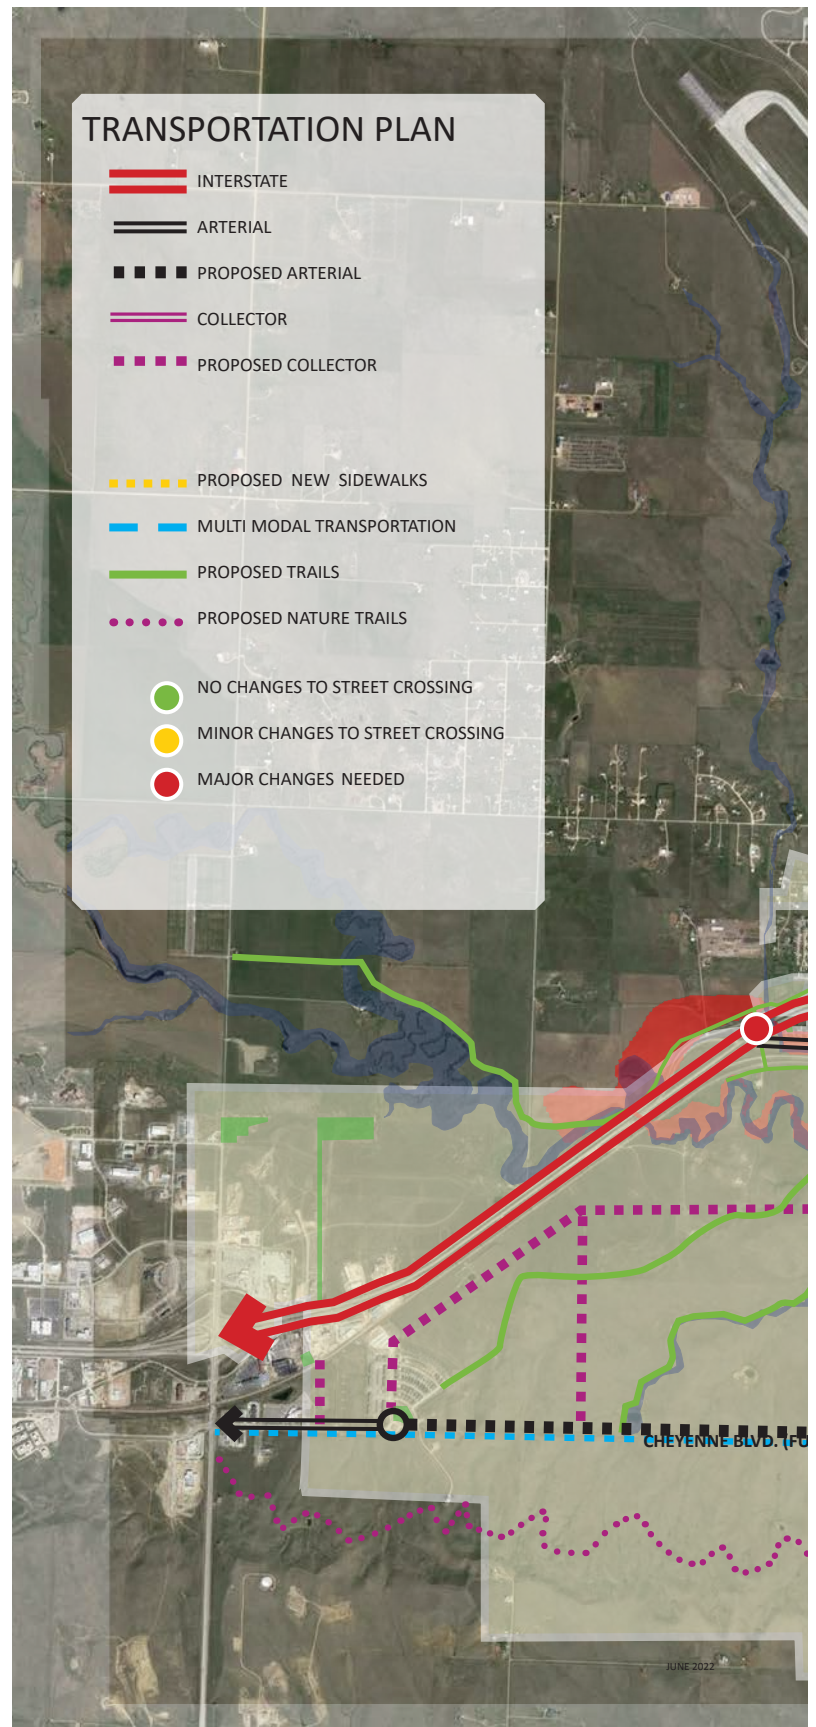 TRANSPORTATION PLAN
INTERSTATE
ARTERIAL
PROPOSED ARTERIAL
COLLECTOR
PROPOSED COLLECTOR
PROPOSED NEW SIDEWALKS
MULTI MODAL TRANSPORTATION
PROPOSED TRAILS
PROPOSED NATURE TRAILS
NO CHANGES TO STREET CROSSING
MINOR CHANGES TO STREET CROSSING
MAJOR CHANGES NEEDED
CHEYENNE BLVD. (FU
JUNE 2022